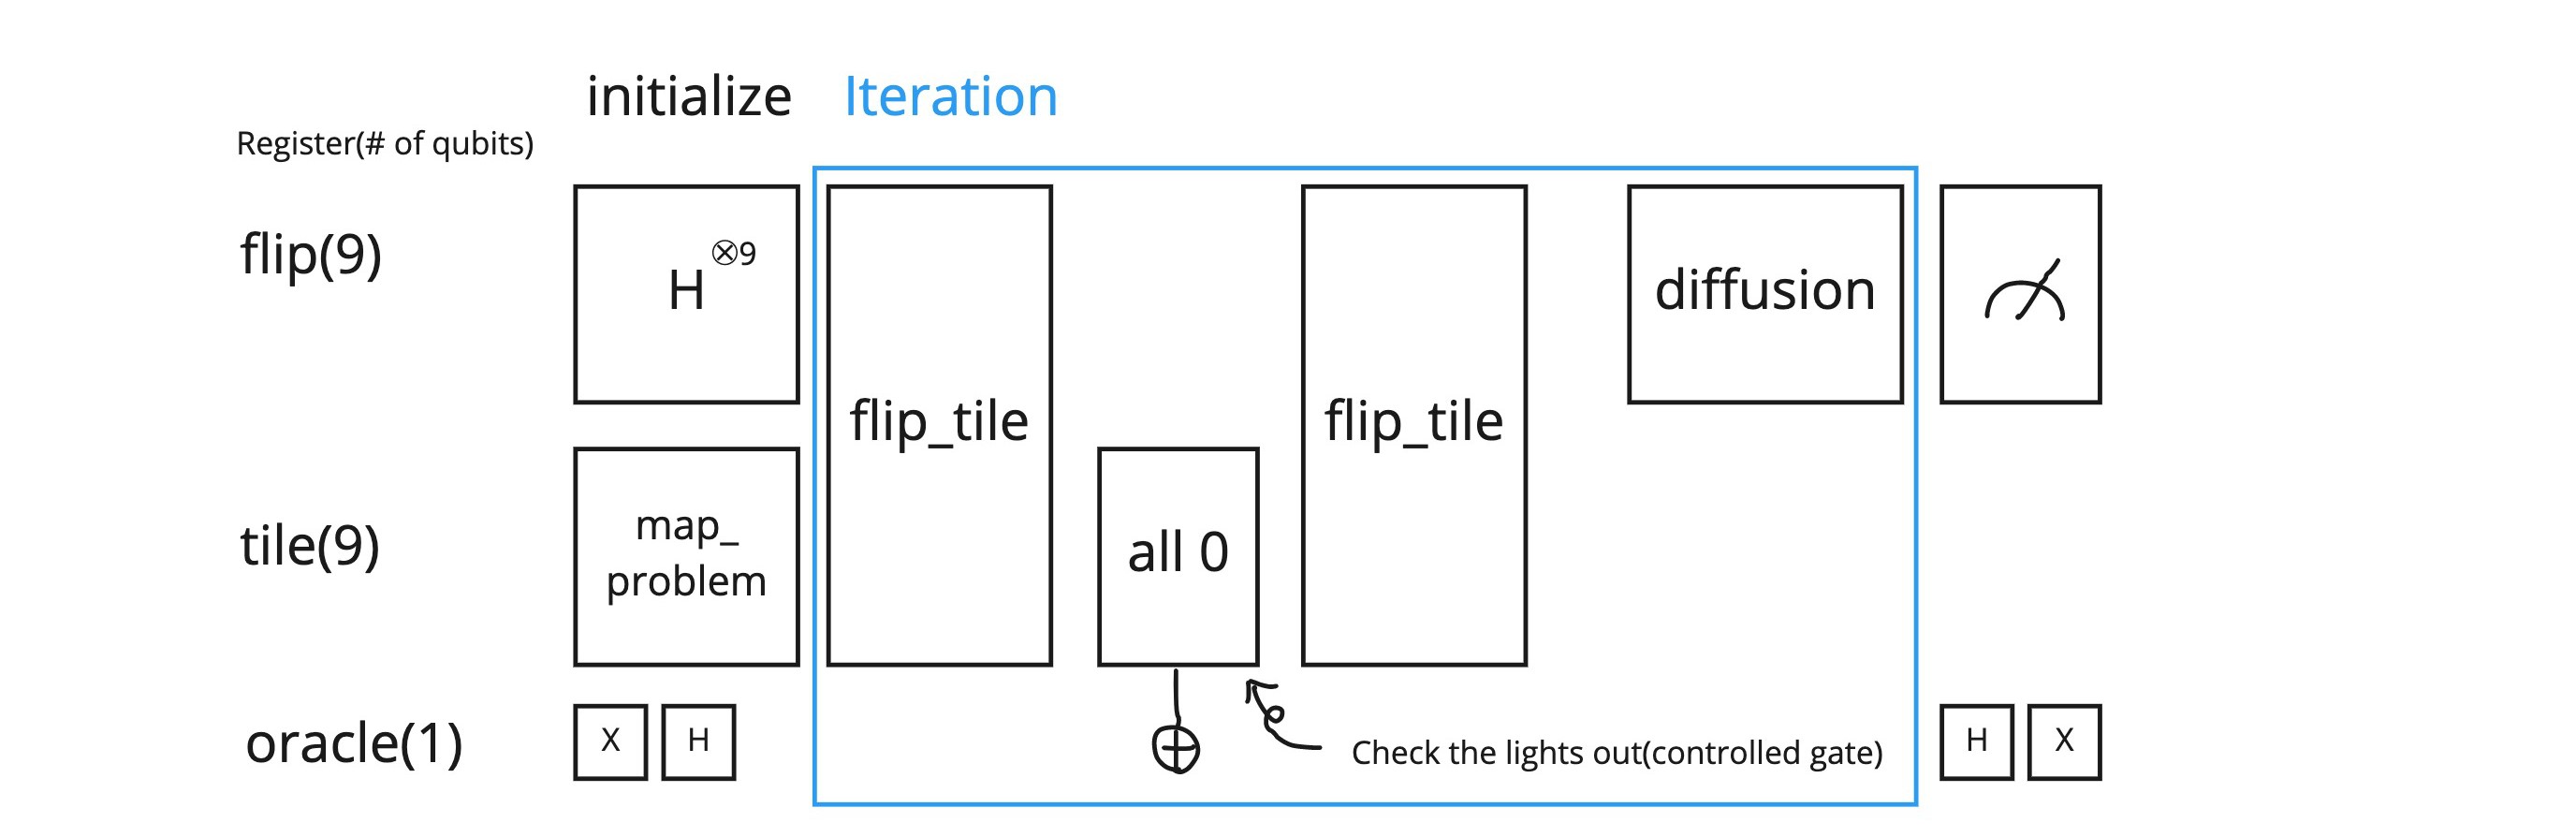 initialize
Iteration
Register(# of qubits)
flip(9)
H ⊗9
flip_tile
flip_tile
diffusion
tile(9)
map_
problem
all 0
oracle(1)
X
H
Check the lights out(controlled gate)
H
X